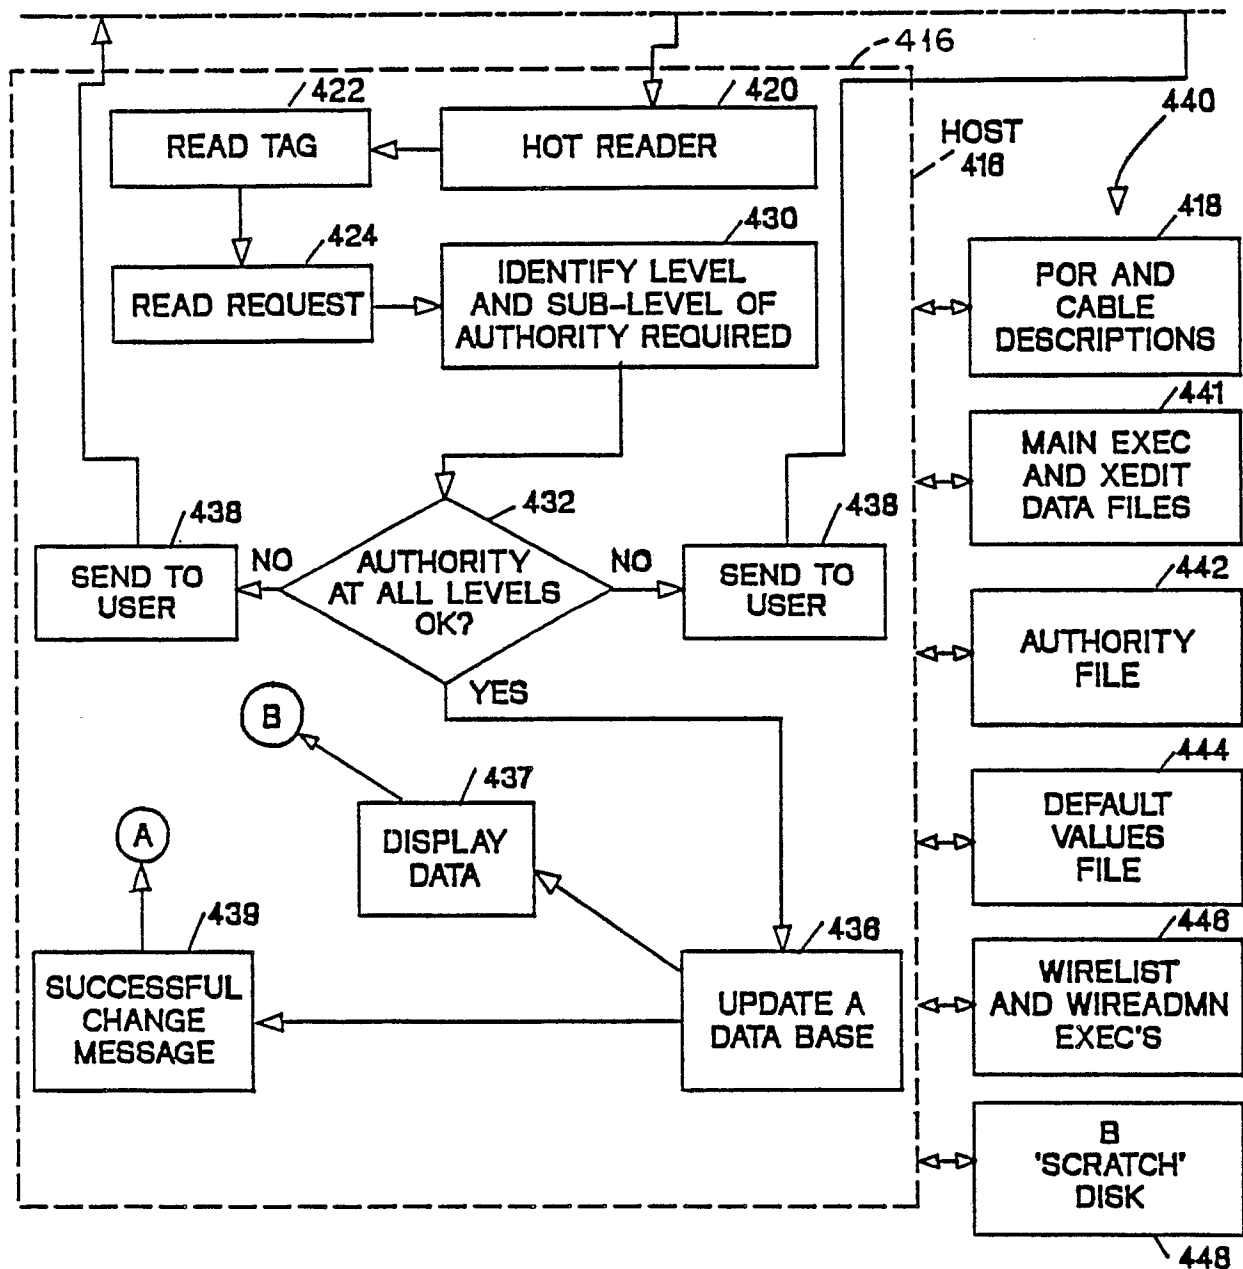 416
422
420
440
READ TAG
HOT READER
HOST
416
418
424
430
READ REQUEST
IDENTIFY LEVEL
AND SUB-LEVEL OF
AUTHORITY REQUIRED
POR AND
CABLE
DESCRIPTIONS
441
MAIN EXEC
AND XEDIT
DATA FILES
438
432
438
NO
NO
SEND TO
USER
AUTHORITY
AT ALL LEVELS
OK?
SEND TO
USER
442
AUTHORITY
FILE
YES
B
437
444
DISPLAY
DATA
DEFAULT
VALUES
FILE
A
439
436
446
SUCCESSFUL
CHANGE
MESSAGE
UPDATE A
DATA BASE
WIRELIST
AND WIREADMN
EXEC'S
B
'SCRATCH'
DISK
448